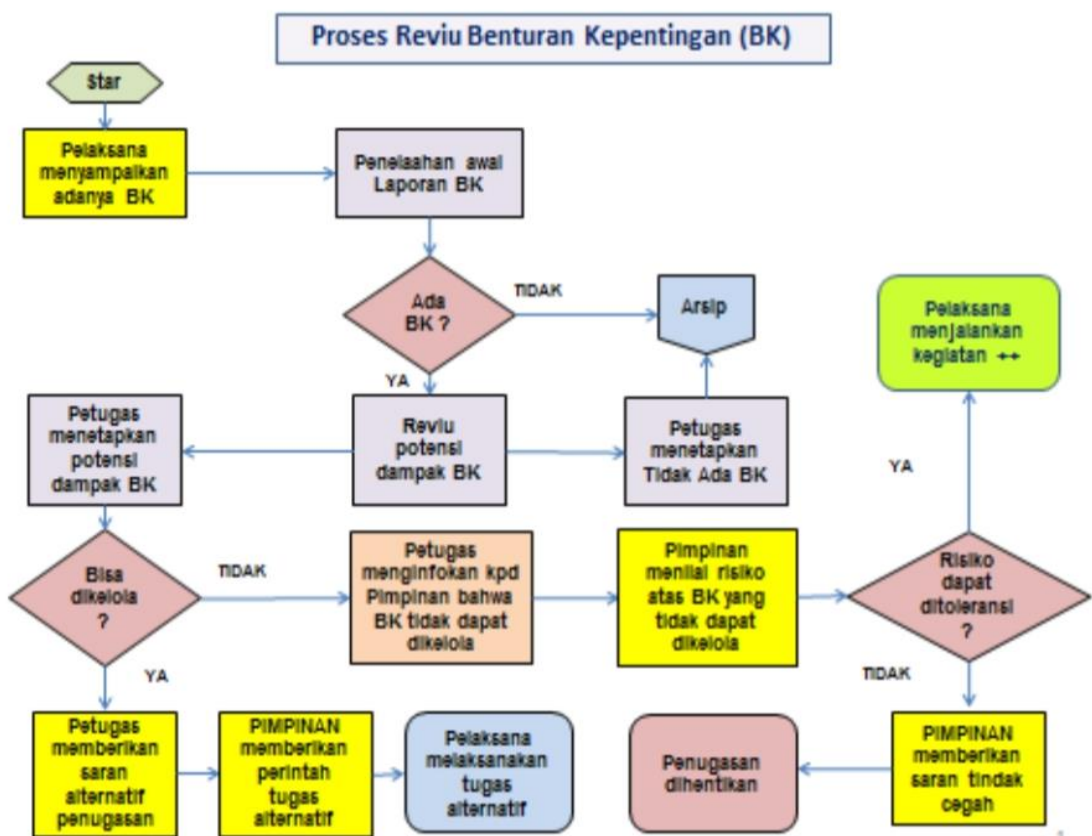 Proses Reviu Benturan Kepentingan (BK)
Star
Pelaksana
menyampaikan
adanya BK
Penelaahan awal
Laporan BK
Ada
BK ?
TIDAK
Arsip
YA
Pelaksana
menjalankan
kegiatan ↔
Petugas
menetapkan
potensi
dampak BK
Reviu
potensi
dampak BK
Petugas
menetapkan
Tidak Ada BK
YA
Bisa
dikelola
?
TIDAK
Petugas
menginfokan kpd
Pimpinan bahwa
BK tidak dapat
dikelola
Pimpinan
menilai risiko
atas BK yang
tidak dapat
dikelola
Risiko
dapat
ditoleransi
?
YA
TIDAK
Petugas
memberikan
saran
alternatif
penugasan
PIMPINAN
memberikan
perintah
tugas
alternatif
Pelaksana
melaksanakan
tugas
alternatif
Penugasan
dihentikan
PIMPINAN
memberikan
saran tindak
cegah